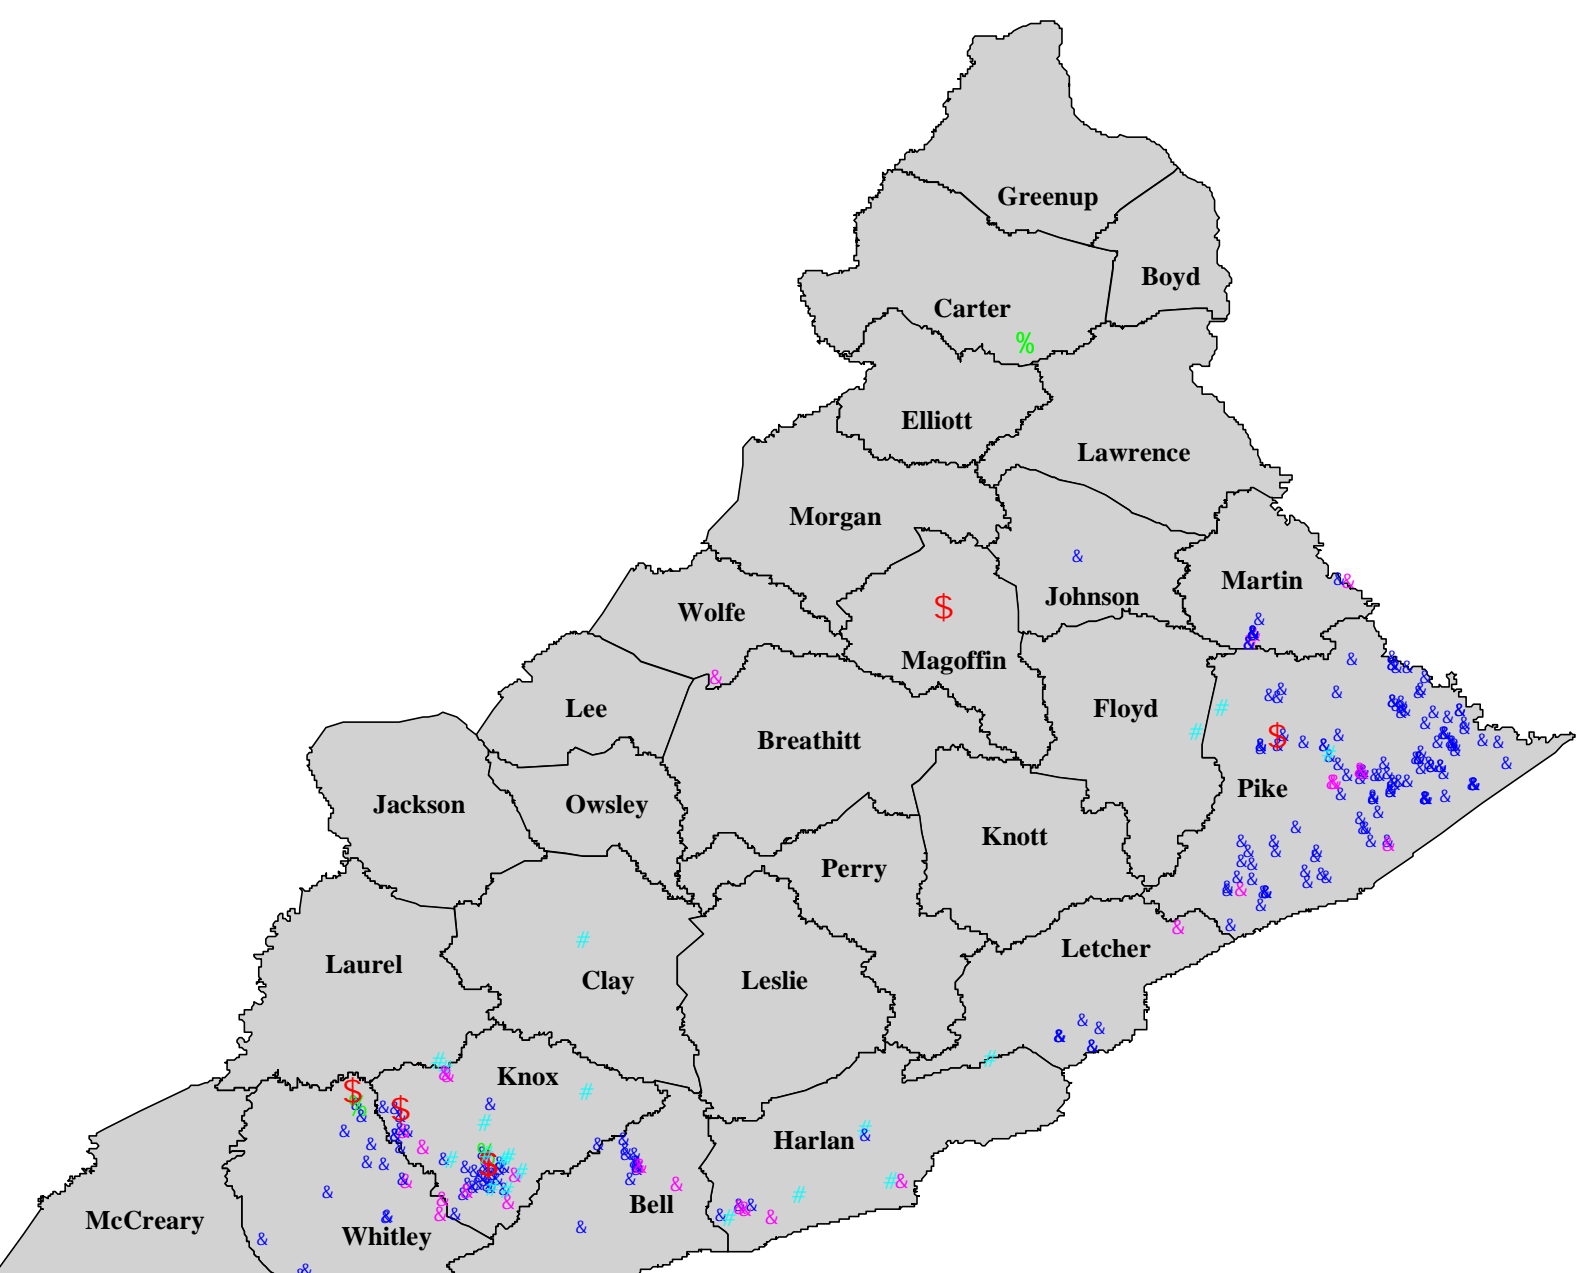 Greenup
Boyd
Carter
%
Elliott
Lawrence
Morgan
&
Martin
& &
Johnson
Wolfe
$
Magoffin
&
Lee
Floyd
#
#
Breathitt
$
Jackson
Owsley
Pike
Knott
Perry
&
Letcher
#
Laurel
Clay
Leslie
#
Knox
#
$
%
$
#
Harlan
#
&
McCreary
Whitley
Bell